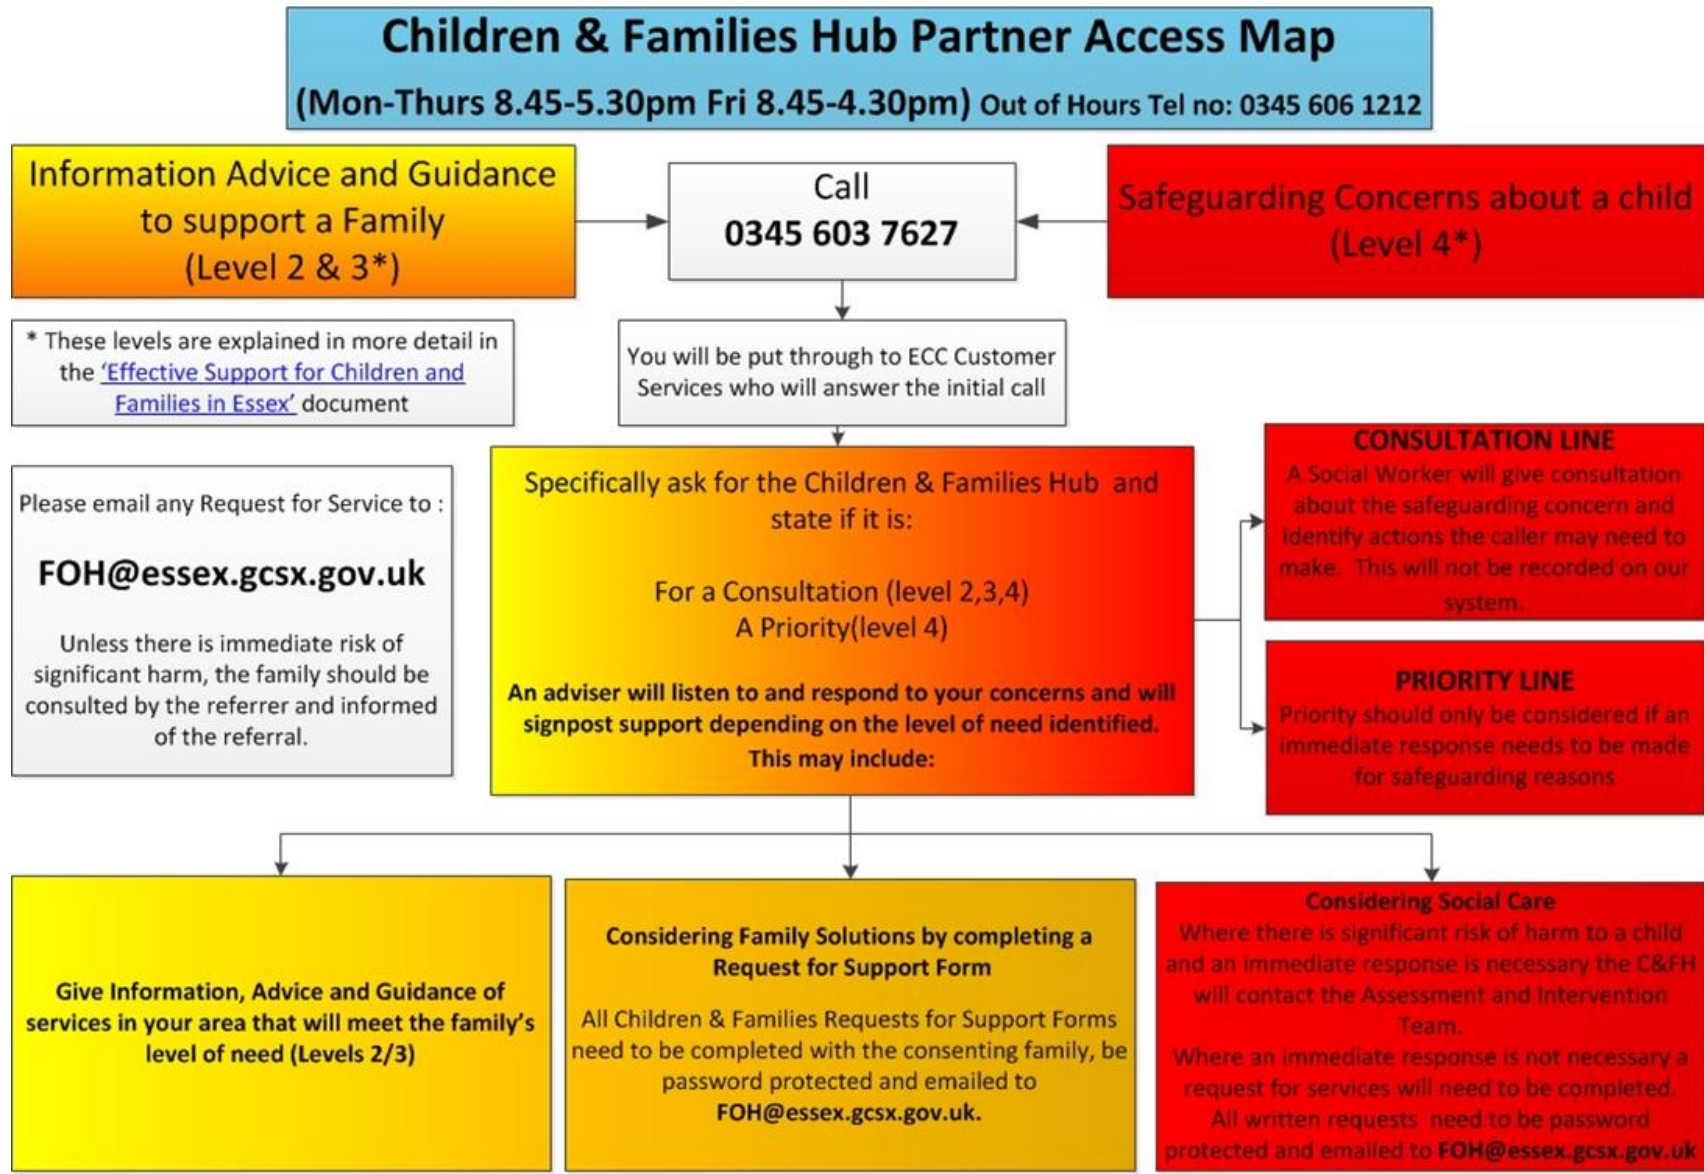 Children & Families Hub Partner Access Map
(Mon-Thurs 8.45-5.30pm Fri 8.45-4.30pm) Out of Hours Tel no: 0345 606 1212
Information Advice and Guidance
to support a Family
(Level 2 & 3*)
Call
0345 603 7627
Safeguarding Concerns about a child
(Level 4*)
* These levels are explained in more detail in
the ‘Effective Support for Children and
Families in Essex’ document
You will be put through to ECC Customer
Services who will answer the initial call
Please email any Request for Service to :
FOH@essex.gcsx.gov.uk
Unless there is immediate risk of
significant harm, the family should be
consulted by the referrer and informed
of the referral.
Specifically ask for the Children & Families Hub and
state if it is:
For a Consultation (level 2,3,4)
A Priority(level 4)
An adviser will listen to and respond to your concerns and will
signpost support depending on the level of need identified.
This may include:
CONSULTATION LINE
A Social Worker will give consultation
about the safeguarding concern and
identify actions the caller may need to
make. This will not be recorded on our
system.
PRIORITY LINE
Priority should only be considered if an
immediate response needs to be made
for safeguarding reasons
Give Information, Advice and Guidance of
services in your area that will meet the family’s
level of need (Levels 2/3)
Considering Family Solutions by completing a
Request for Support Form
All Children & Families Requests for Support Forms
need to be completed with the consenting family, be
password protected and emailed to
FOH@essex.gcsx.gov.uk.
Considering Social Care
Where there is significant risk of harm to a child
and an immediate response is necessary the C&FH
will contact the Assessment and Intervention
Team.
Where an immediate response is not necessary a
request for services will need to be completed.
All written requests need to be password
protected and emailed to FOH@essex.gcsx.gov.uk